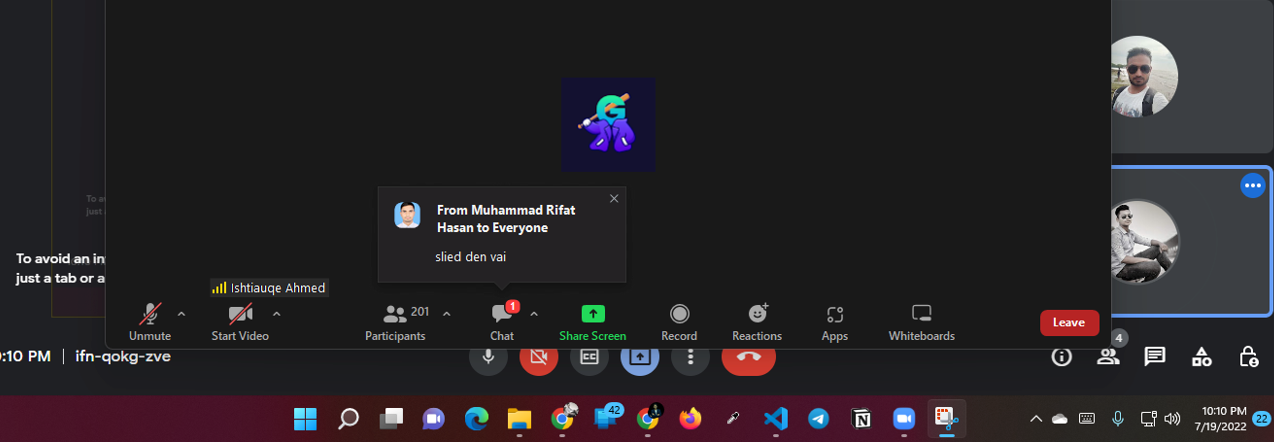 From Muhammad Rifat
Hasan to Everyone
slied den vai
To avoid an in
just a tab or a
Ishtiauqe Ahmed
201
1
Unmute
Start Video
Participants
Chat
Share Screen
Record
Reactions
Apps
Whiteboards
Leave
4
0:10 PM | ifn-qokg-zve
CC
42
10:10 PM
7/19/2022
22